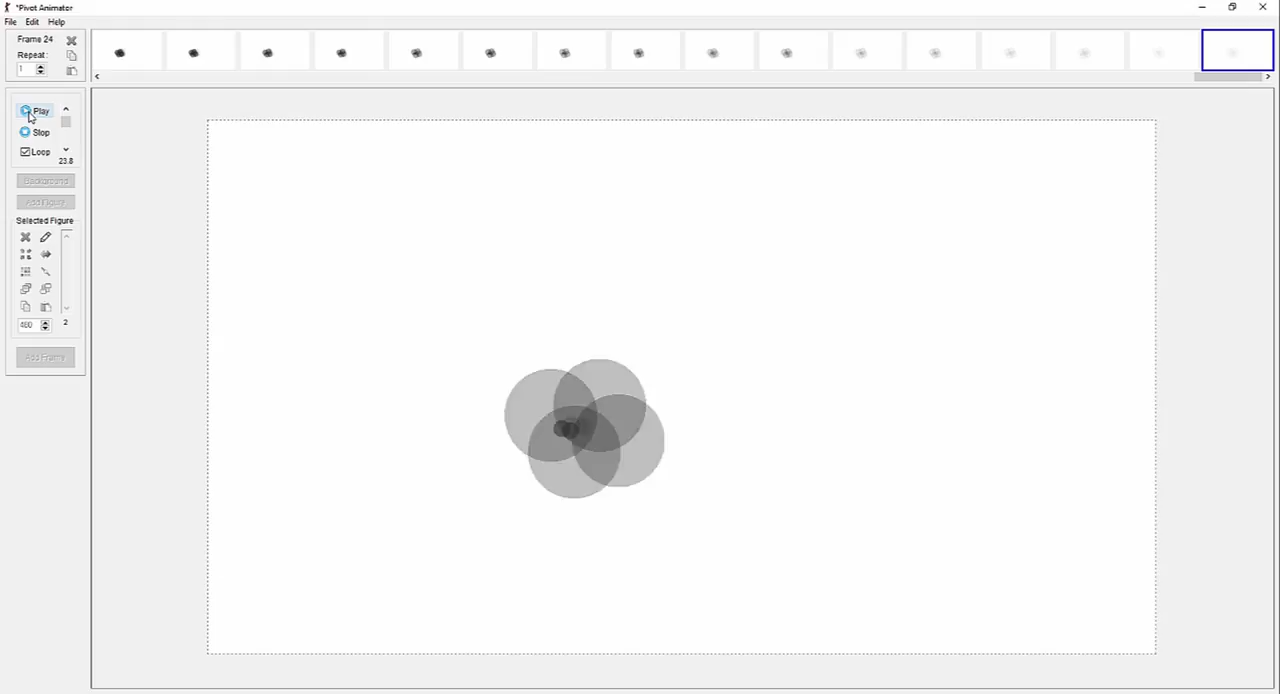 *Pivot Animator
File Edit Help
Frame 24
Repeat:
1
Play
Stop
Loop
23.8
Background
Add Figure
Selected Figure
480
2
Add Frame